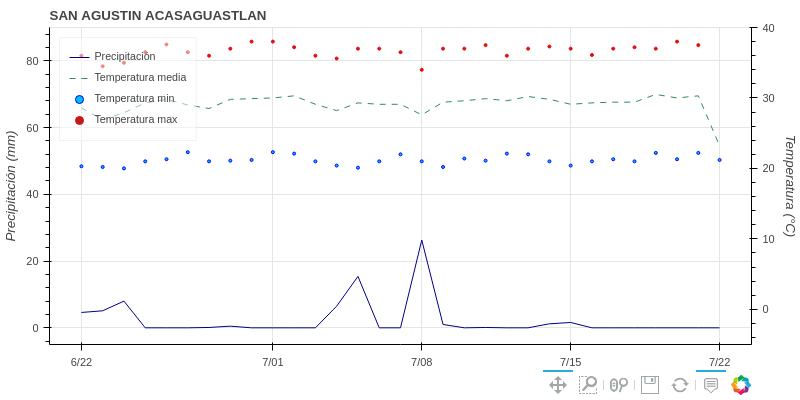 SAN AGUSTIN ACASAGUASTLAN
Precipitación
Temperatura media
Temperatura min
Temperatura max
Precipitación (mm)
80
60
40
20
0
Temperatura (°C)
40
30
20
10
0
6/22
7/01
7/08
7/15
7/22